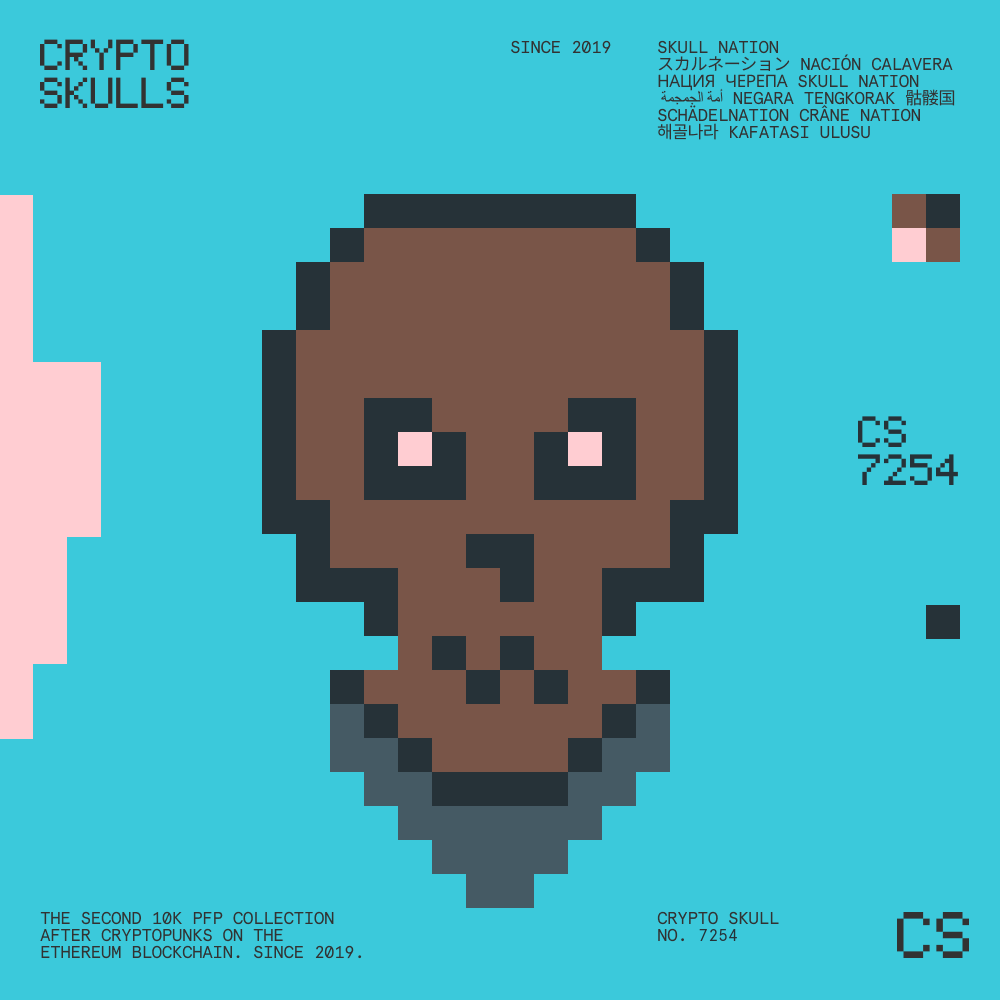 CRYPTO
SKULLS
SINCE 2019
SKULL NATION
スカルネーション NACIÓN CALAVERA
НАЦИЯ ЧЕРЕПА SKULL NATION
أمة الجمجمة NEGARA TENGKORAK 骷髅国
SCHÄDELNATION CRÂNE NATION
해골나라 KAFATASI ULUSU
CS
7254
THE SECOND 10K PFP COLLECTION
AFTER CRYPTOPUNKS ON THE
ETHEREUM BLOCKCHAIN. SINCE 2019.
CRYPTO SKULL
NO. 7254
CS